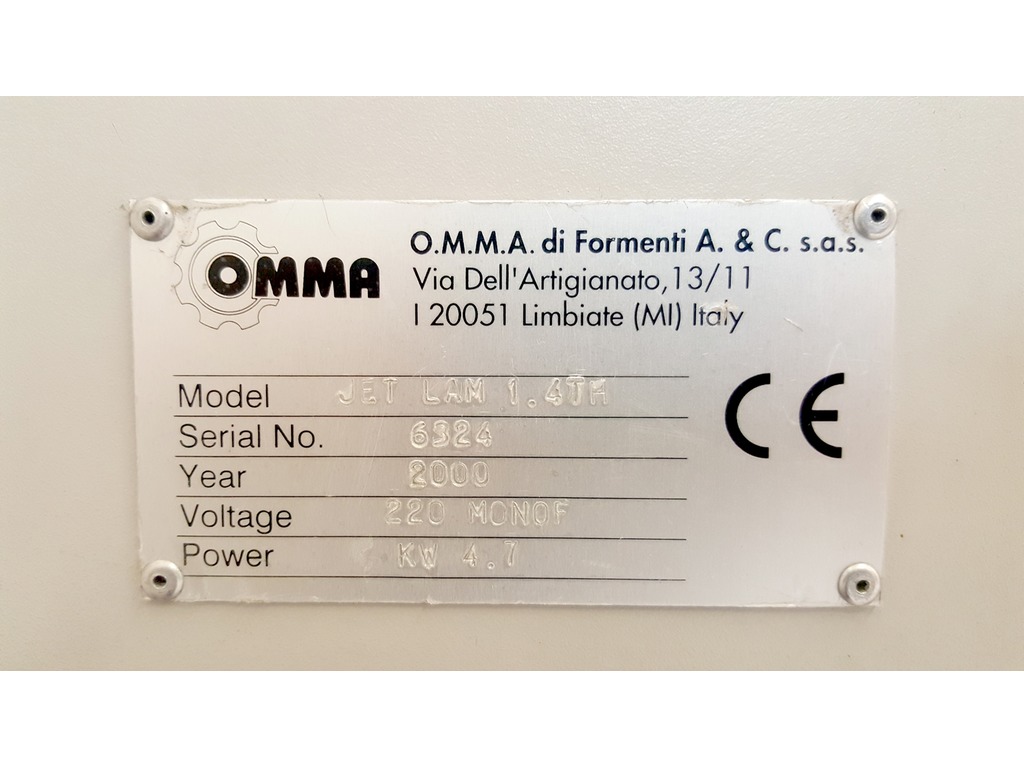 OMMA
O.M.M.A. di Formenti A. & C. s.a.s.
Via Dell'Artigianato,13/11
I 20051 Limbiate (MI) Italy
Model JET LAM 1.4TH
Serial No. 6324
Year 2000
Voltage 220 MONOF
Power KW 4.7
CE